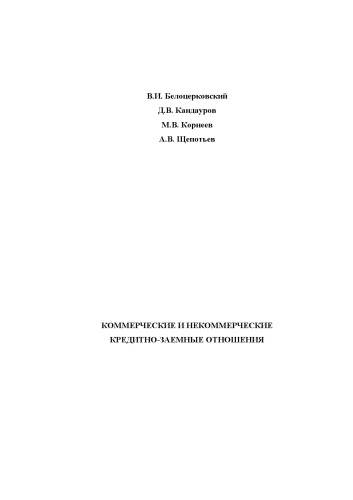 В.И. Белоцерковский
Д.В. Кандауров
М.В. Корнеев
А.В. Щепотьев
КОММЕРЧЕСКИЕ И НЕКОММЕРЧЕСКИЕ
КРЕДИТНО-ЗАЕМНЫЕ ОТНОШЕНИЯ